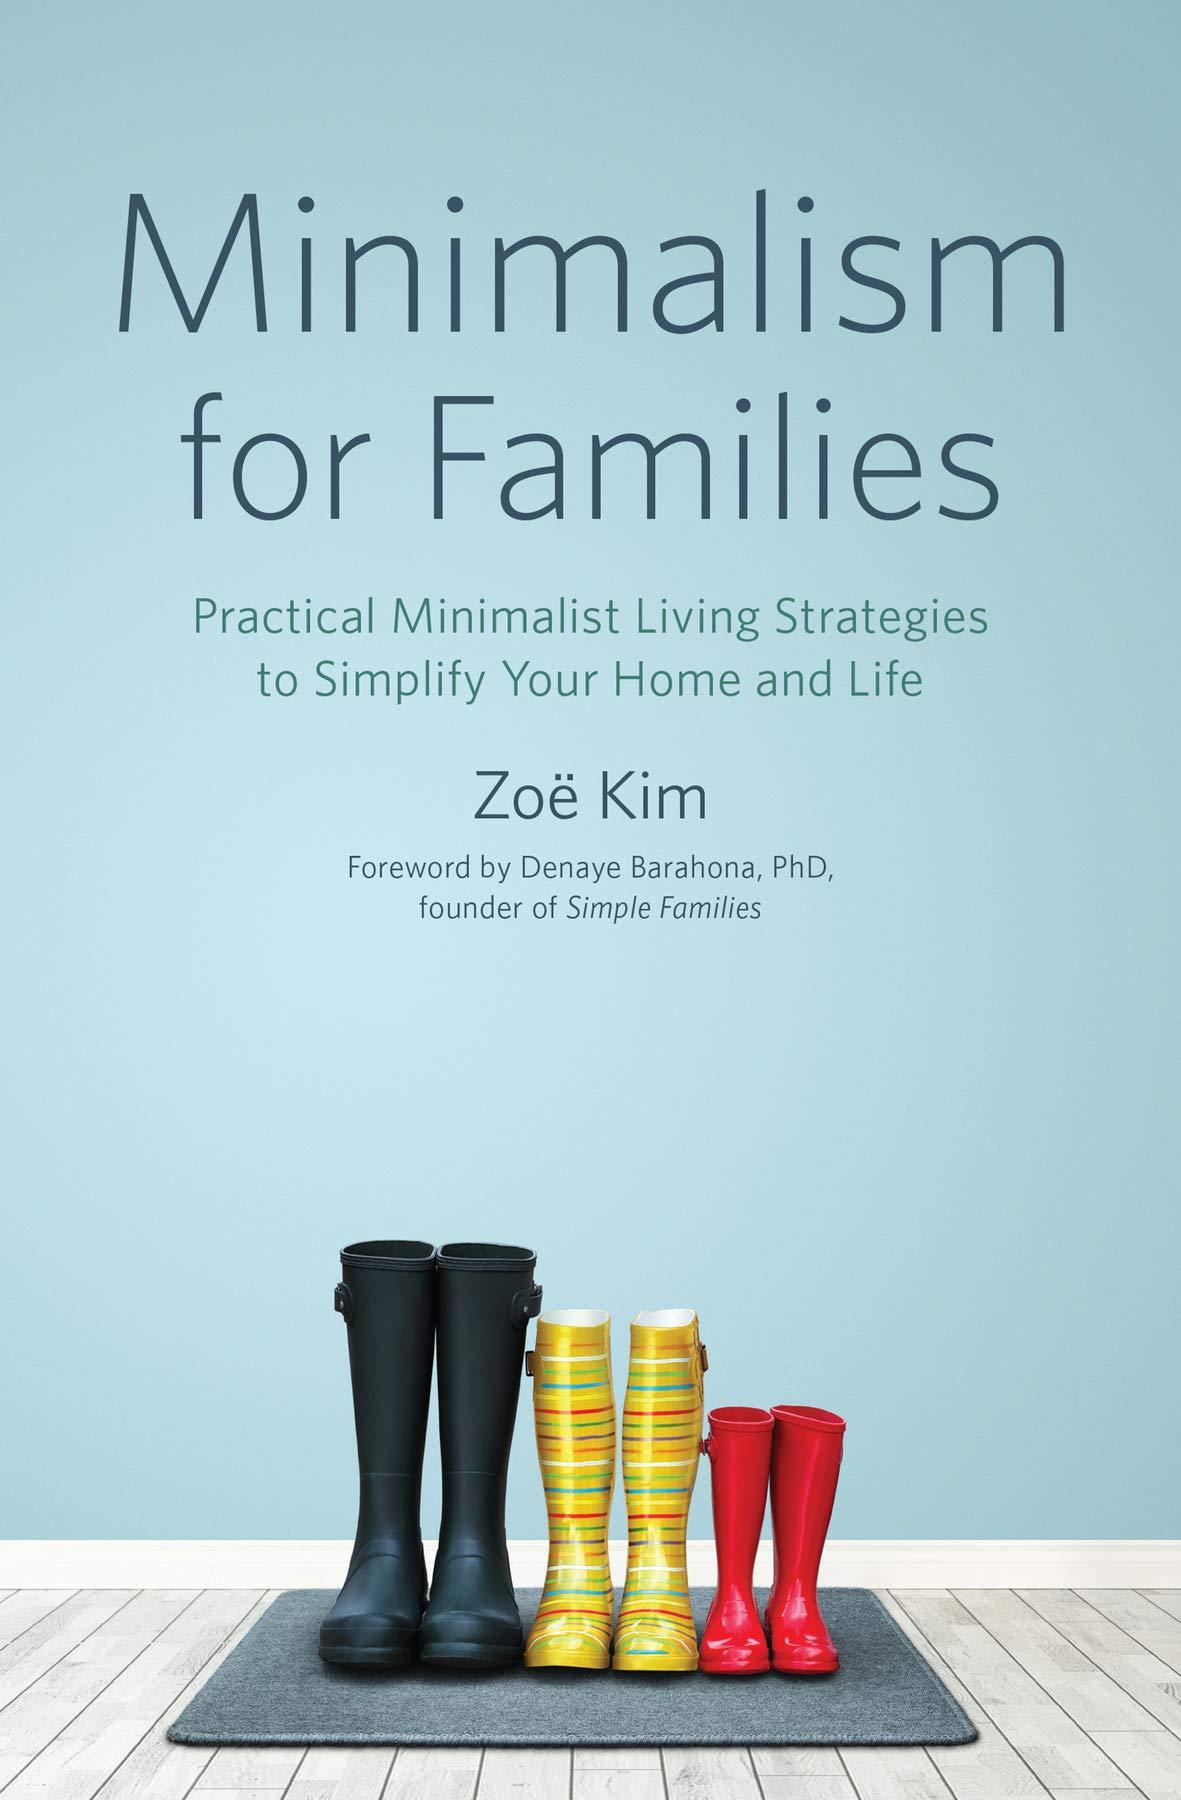 Minimalism
for Families
Practical Minimalist Living Strategies
to Simplify Your Home and Life
Zoë Kim
Foreword by Denaye Barahona, PhD,
founder of Simple Families